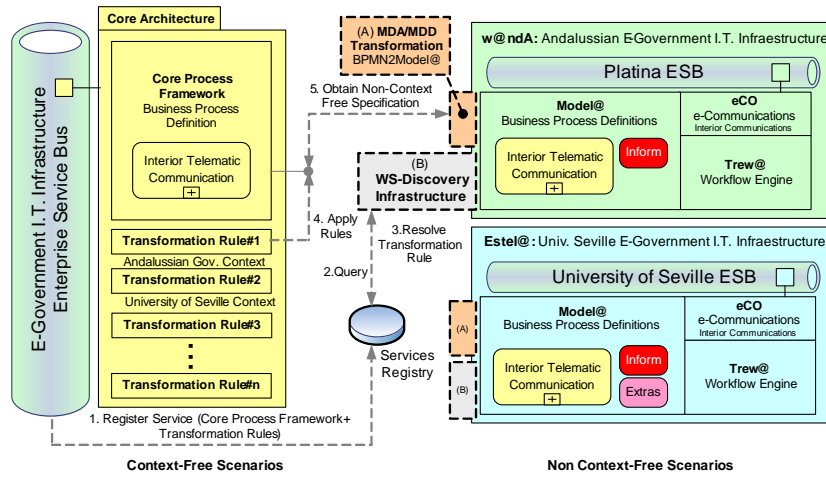 E-Government I.T. Infraestructure
Enterprise Service Bus
Core Architecture
Core Process
Framework
Business Process
Definition
Interior Telematic
Communication
+
Transformation Rule#1
Andalussian Gov. Context
Transformation Rule#2
University of Seville Context
Transformation Rule#3
Transformation Rule#n
1. Register Service (Core Process Framework+
Transformation Rules)
Context-Free Scenarios
5. Obtain Non-Context
Free Specification
4. Apply
Rules
3.Resolve
Transformation
Rule
2.Query
Services
Registry
(A) MDA/MDD
Transformation
BPMN2Model@
(B)
WS-Discovery
Infrastructure
w@ndA: Andalussian E-Government I.T. Infraestructure
Platina ESB
Model@
Business Process Definitions
Interior Telematic
Communication
+
Inform
eCO
e-Communications
Interior Communications
Trew@
Workflow Engine
Estel@: Univ. Seville E-Government I.T. Infraestructure
University of Seville ESB
(A)
(B)
Model@
Business Process Definitions
Interior Telematic
Communication
+
Inform
Extras
eCO
e-Communications
Interior Communications
Trew@
Workflow Engine
Non Context-Free Scenarios